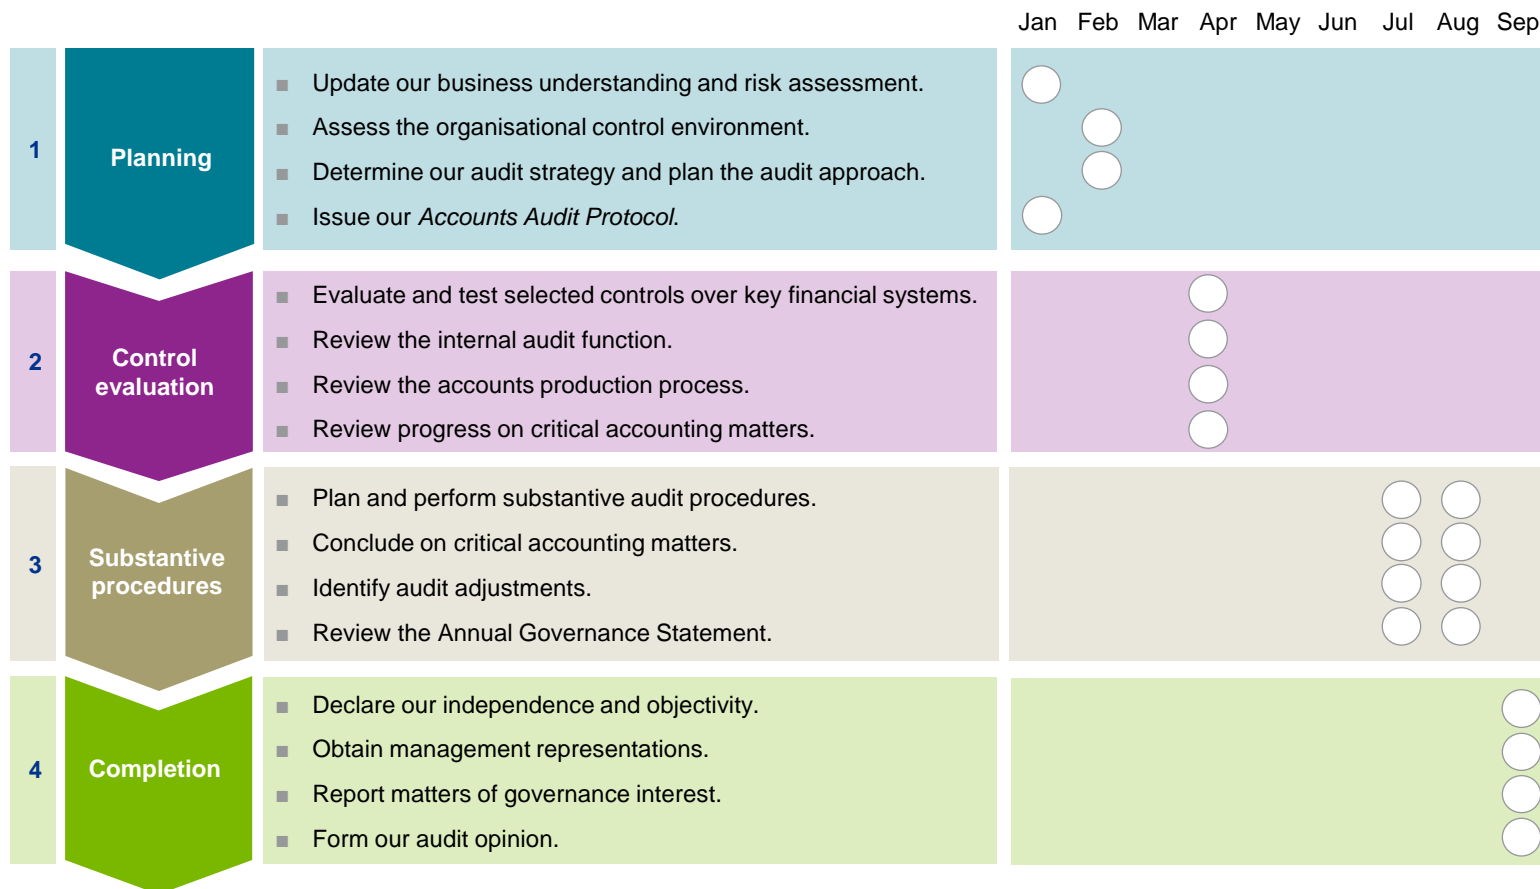 Jan Feb Mar Apr May Jun Jul Aug Sep
1
Planning
■ Update our business understanding and risk assessment.
■ Assess the organisational control environment.
■ Determine our audit strategy and plan the audit approach.
■ Issue our Accounts Audit Protocol.
2
Control
evaluation
■ Evaluate and test selected controls over key financial systems.
■ Review the internal audit function.
■ Review the accounts production process.
■ Review progress on critical accounting matters.
3
Substantive
procedures
■ Plan and perform substantive audit procedures.
■ Conclude on critical accounting matters.
■ Identify audit adjustments.
■ Review the Annual Governance Statement.
4
Completion
■ Declare our independence and objectivity.
■ Obtain management representations.
■ Report matters of governance interest.
■ Form our audit opinion.